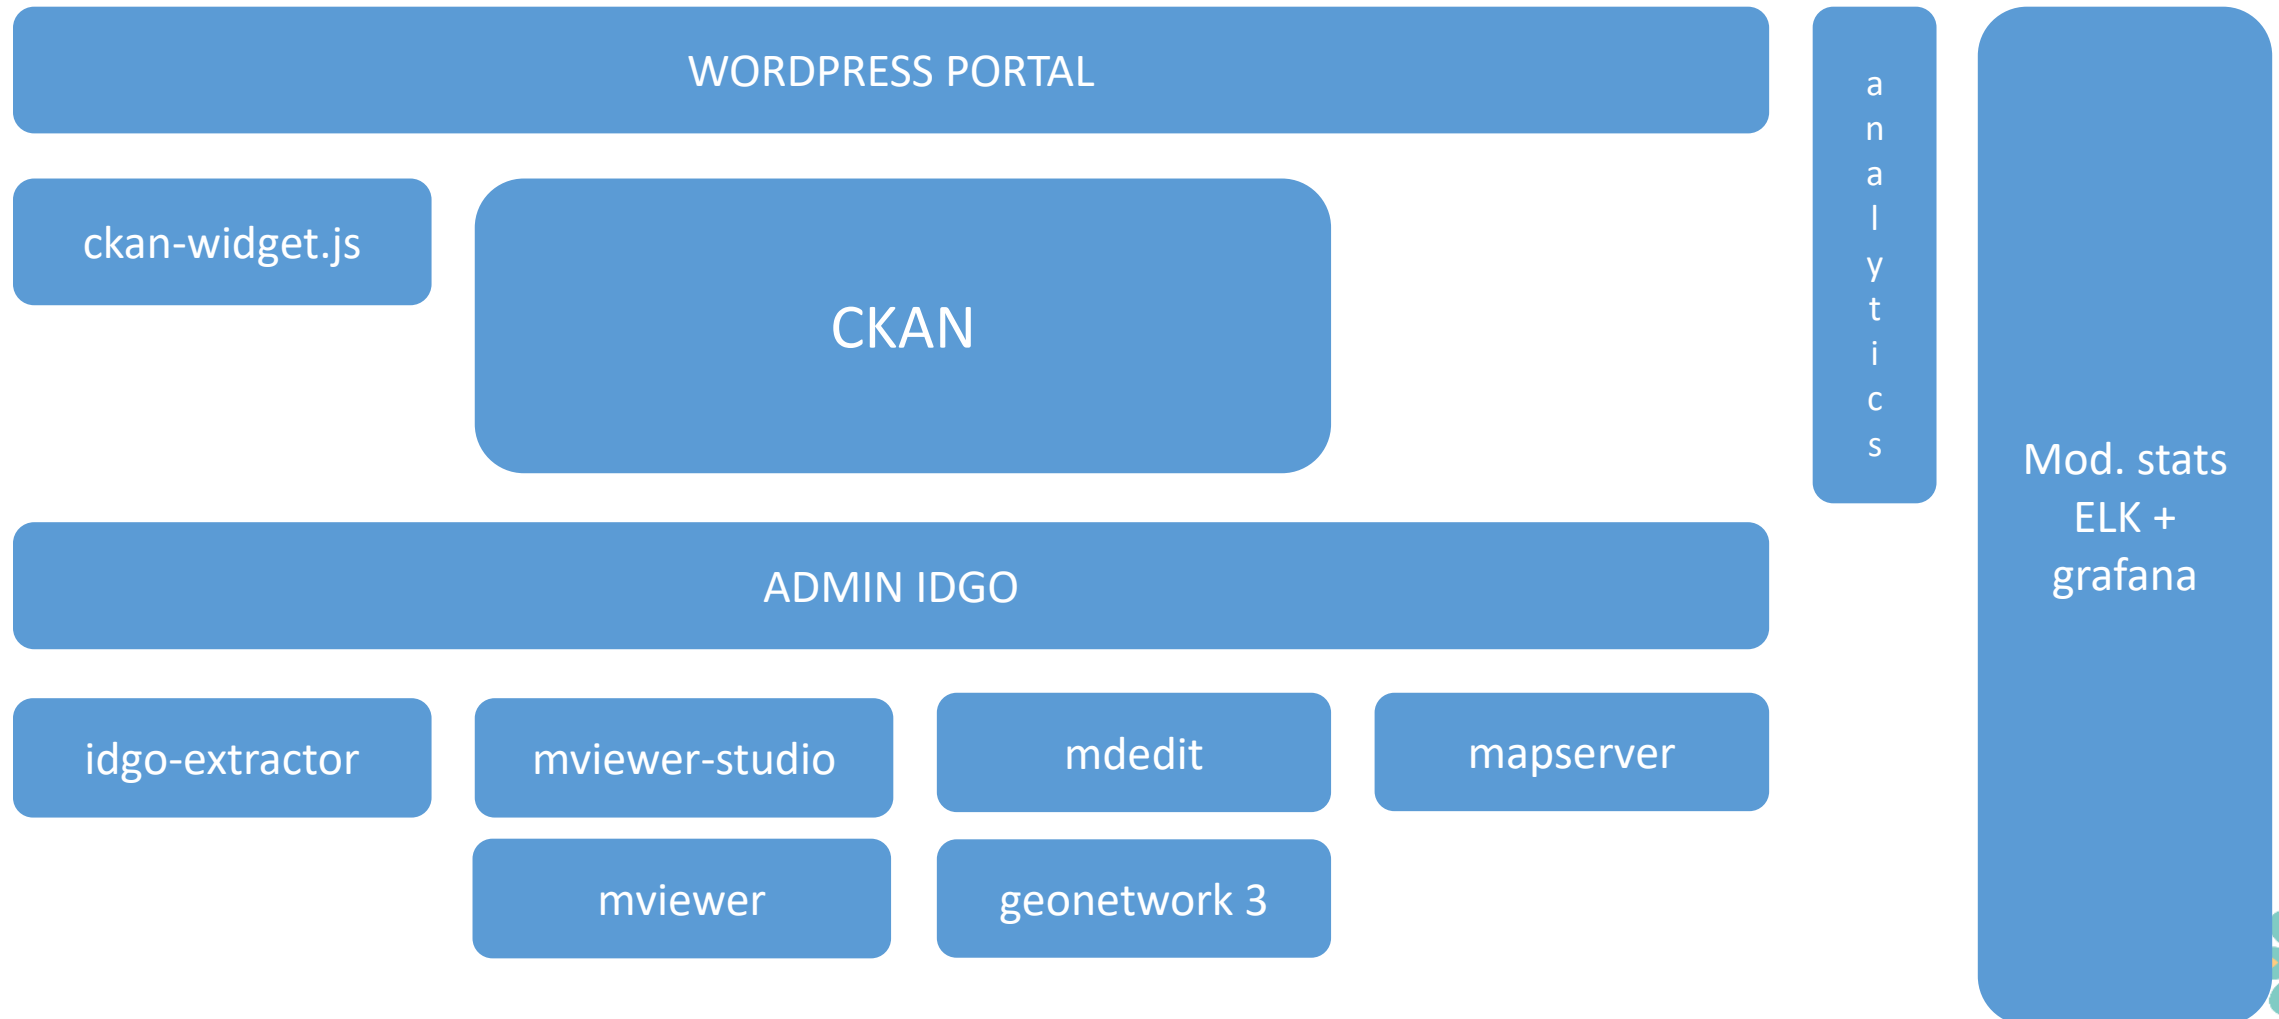 WORDPRESS PORTAL
ckan-widget.js
CKAN
ADMIN IDGO
idgo-extractor
mviewer-studio
mdedit
mapserver
mviewer
geonetwork 3
a
n
a
l
y
t
i
c
s
Mod. stats
ELK +
grafana